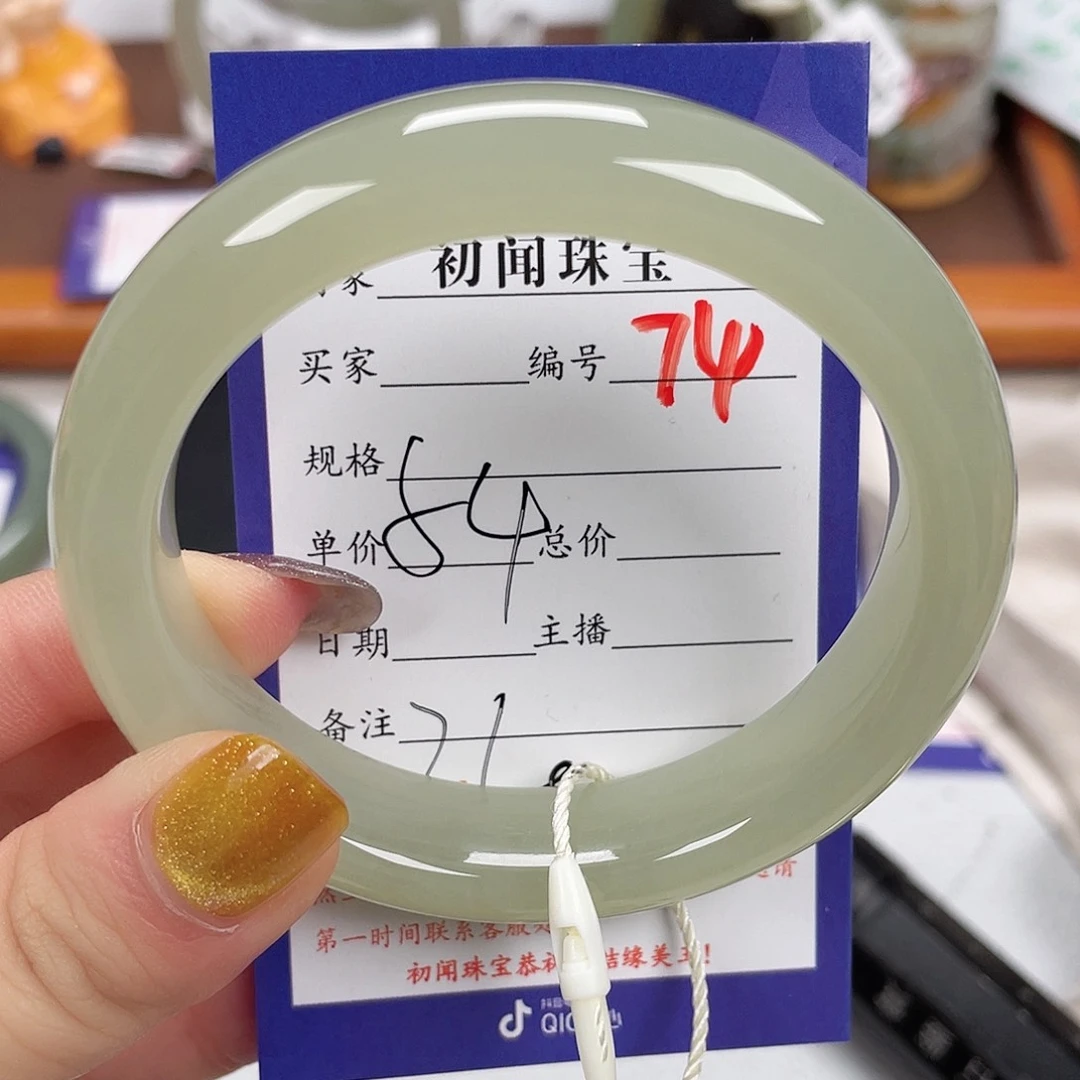 初闻珠宝
家
买家 编号 74
规格
84
单价 总价
日期 主播
备注
第一时间联系客服
初闻珠宝恭 结缘美玉!
QIC